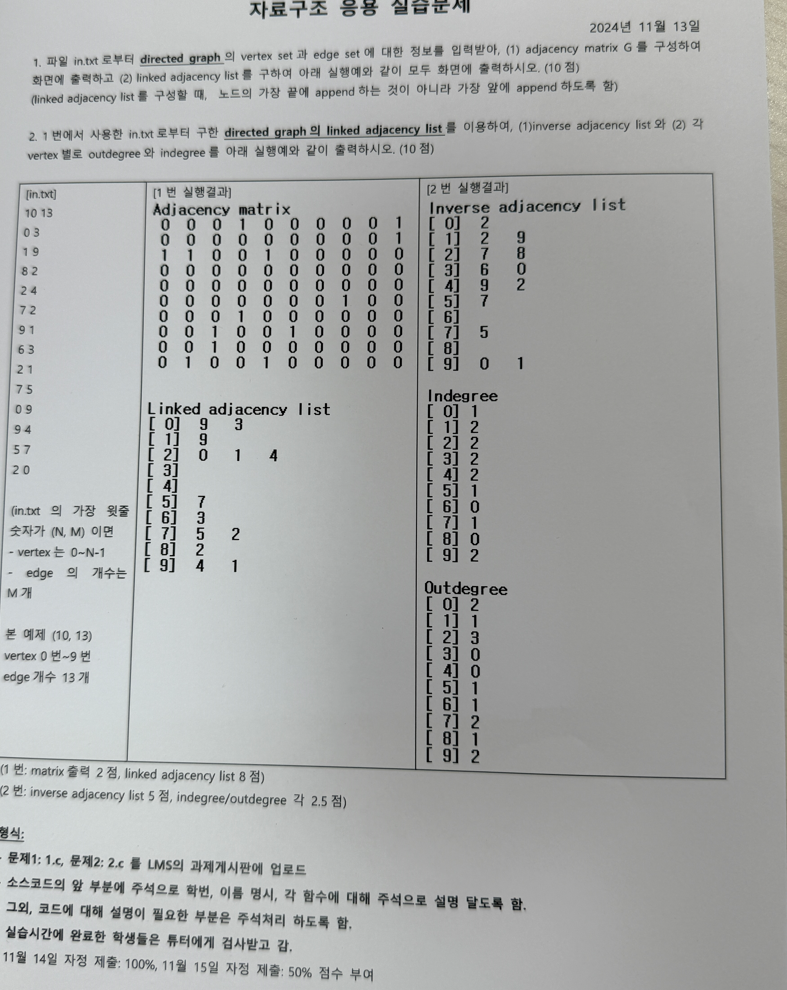 자료구조 응용 실습문제
2024년 11월 13일
1. 파일 in.txt 로부터 directed graph 의 vertex set 과 edge set 에 대한 정보를 입력받아, (1) adjacency matrix G 를 구성하여
화면에 출력하고 (2) linked adjacency list 를 구하여 아래 실행예와 같이 모두 화면에 출력하시오. (10 점)
(linked adjacency list 를 구성할 때, 노드의 가장 끝에 append 하는 것이 아니라 가장 앞에 append 하도록 함)
2. 1 번에서 사용한 in.txt 로부터 구한 directed graph 의 linked adjacency list 를 이용하여, (1)inverse adjacency list 와 (2) 각
vertex 별로 outdegree 와 indegree 를 아래 실행예와 같이 출력하시오. (10 점)
[in.txt]
10 13
0 3
1 9
8 2
2 4
7 2
9 1
6 3
2 1
7 5
0 9
9 4
5 7
2 0
(in.txt 의 가장 윗줄
숫자가 (N, M) 이면
- vertex 는 0~N-1
- edge 의 개수는
M 개
본 예제 (10, 13)
vertex 0 번~9 번
edge 개수 13 개
[1 번 실행결과]
Adjacency matrix
0 0 0 1 0 0 0 0 0 1
0 0 0 0 0 0 0 0 0 1
1 1 0 0 1 0 0 0 0 0
0 0 0 0 0 0 0 0 0 0
0 0 0 0 0 0 0 0 0 0
0 0 0 0 0 0 0 1 0 0
0 0 0 1 0 0 0 0 0 0
0 0 1 0 0 1 0 0 0 0
0 0 1 0 0 0 0 0 0 0
0 1 0 0 1 0 0 0 0 0
Linked adjacency list
[ 0] 9 3
[ 1] 9
[ 2] 0 1 4
[ 3]
[ 4]
[ 5] 7
[ 6] 3
[ 7] 5 2
[ 8] 2
[ 9] 4 1
[2 번 실행결과]
Inverse adjacency list
[ 0] 2
[ 1] 2 9
[ 2] 7 8
[ 3] 6 0
[ 4] 9 2
[ 5] 7
[ 6]
[ 7] 5
[ 8]
[ 9] 0 1
Indegree
[ 0] 1
[ 1] 2
[ 2] 2
[ 3] 2
[ 4] 2
[ 5] 1
[ 6] 0
[ 7] 1
[ 8] 0
[ 9] 2
Outdegree
[ 0] 2
[ 1] 1
[ 2] 3
[ 3] 0
[ 4] 0
[ 5] 1
[ 6] 1
[ 7] 2
[ 8] 1
[ 9] 2
(1 번: matrix 출력 2 점, linked adjacency list 8 점)
(2 번: inverse adjacency list 5 점, indegree/outdegree 각 2.5 점)
형식:
- 문제1: 1.c, 문제2: 2.c 를 LMS의 과제게시판에 업로드
소스코드의 앞 부분에 주석으로 학번, 이름 명시, 각 함수에 대해 주석으로 설명 달도록 함.
그외, 코드에 대해 설명이 필요한 부분은 주석처리 하도록 함.
실습시간에 완료한 학생들은 튜터에게 검사받고 감.
11월 14일 자정 제출: 100%, 11월 15일 자정 제출: 50% 점수 부여